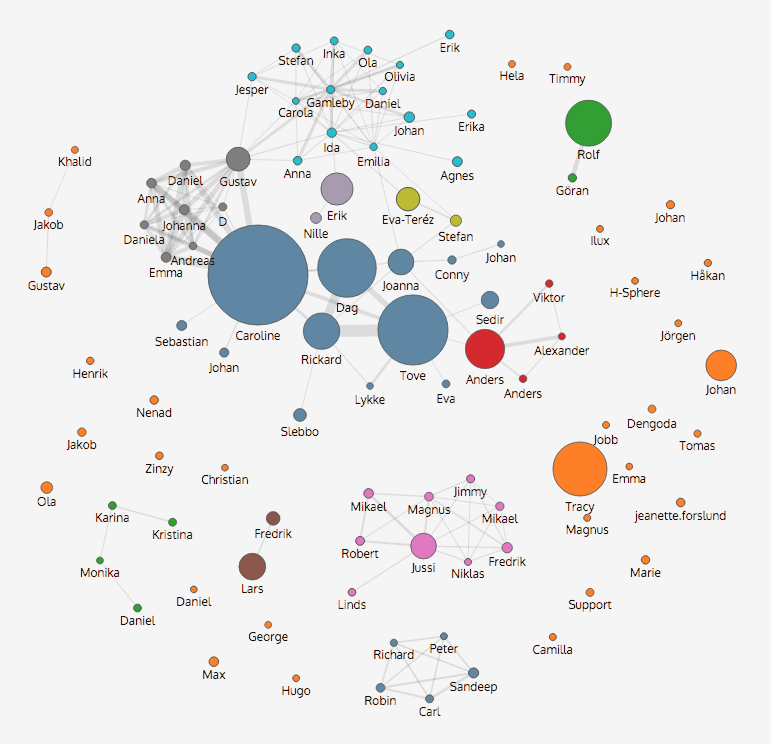 Erik
Inka
Stefan
Ola
Olivia
Hela
Timmy
Jesper
Gamleby
Daniel
Carola
Johan
Erika
Ida
Rolf
Khalid
Emilia
Anna
Agnes
Daniel
Gustav
Göran
Anna
Erik
Eva-Teréz
Johanna
D
Johan
Jakob
Nille
Stefan
Daniela
Ilux
Andreas
Johan
Emma
Conny
Joanna
Håkan
Gustav
Viktor
H-Sphere
Dag
Sedir
Caroline
Sebastian
Jörgen
Alexander
Rickard
Johan
Tove
Anders
Henrik
Johan
Lykke
Eva
Anders
Nenad
Dengoda
Slebbo
Jobb
Jakob
Tomas
Zinzy
Christian
Emma
Jimmy
Ola
Mikael
Magnus
Tracy
Mikael
jeanette.forslund
Karina
Magnus
Kristina
Fredrik
Robert
Fredrik
Jussi
Niklas
Monika
Marie
Lars
Daniel
Linds
Support
Daniel
George
Richard
Peter
Camilla
Max
Sandeep
Hugo
Robin
Carl